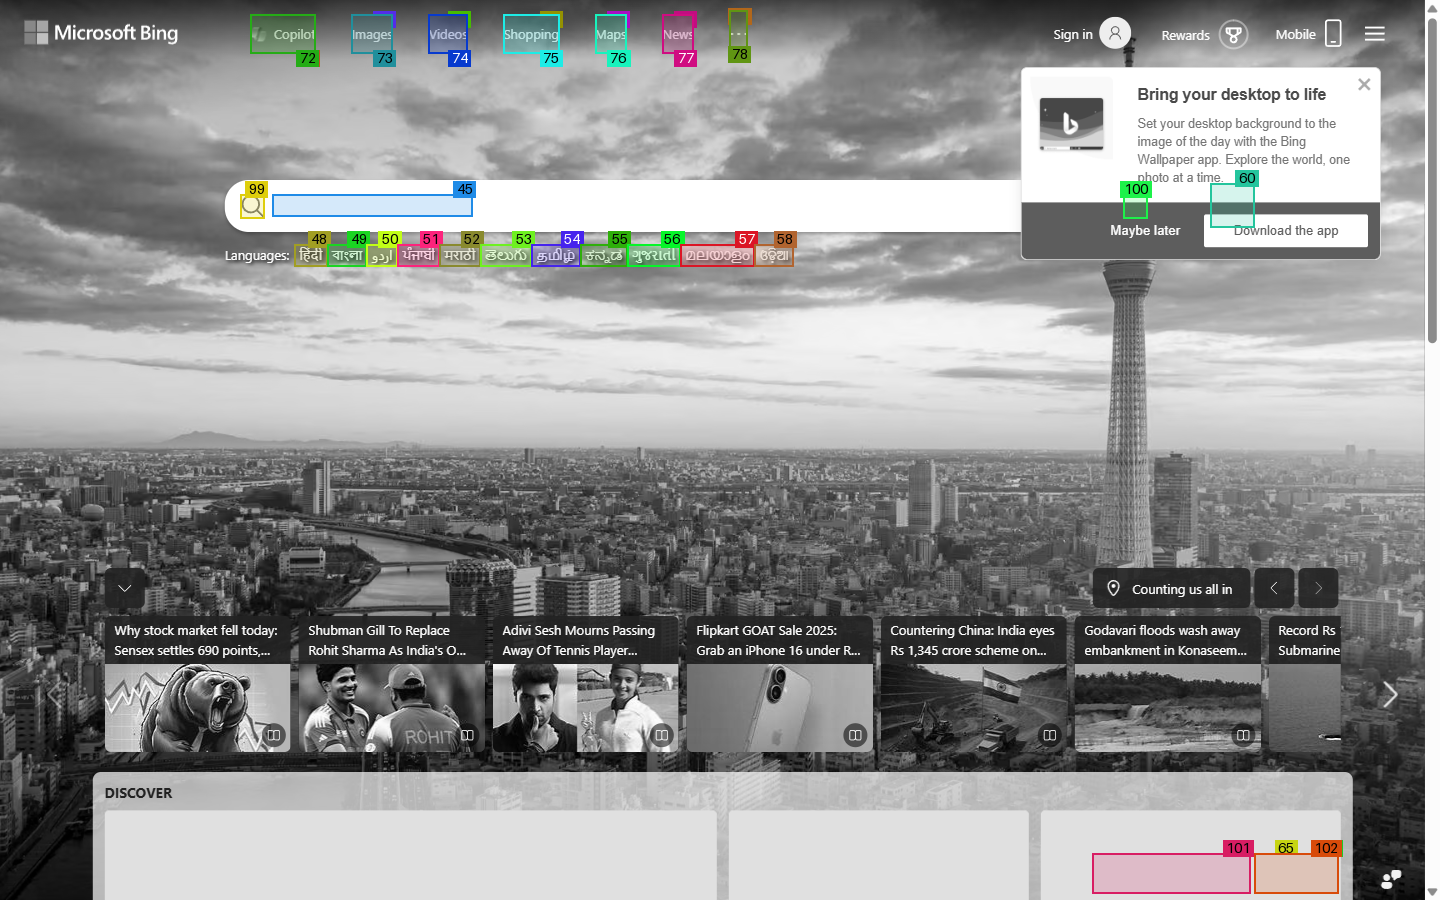 Microsoft Bing
Copilot
Images
Videos
Shopping
Maps
News
...
72
73
74
75
76
77
78
Sign in
Rewards
Mobile
Bring your desktop to life
Set your desktop background to the
image of the day with the Bing
Wallpaper app. Explore the world, one
photo at a time.
Maybe later
Download the app
99
45
100
60
48
49
50
51
52
53
54
55
56
57
58
Languages: हिंदी বাংলা اردو ਪੰਜਾਬੀ मराठी తెలుగు தமிழ் ಕನ್ನಡ ગુજરાતી മലയാളം ଓଡ଼ିଆ
Counting us all in
Why stock market fell today:
Sensex settles 690 points,...
Shubman Gill To Replace
Rohit Sharma As India's O...
ROHIT
Adivi Sesh Mourns Passing
Away Of Tennis Player...
Flipkart GOAT Sale 2025:
Grab an iPhone 16 under R...
Countering China: India eyes
Rs 1,345 crore scheme on...
Godavari floods wash away
embankment in Konaseem...
Record Rs
Submarine
DISCOVER
101
65
102